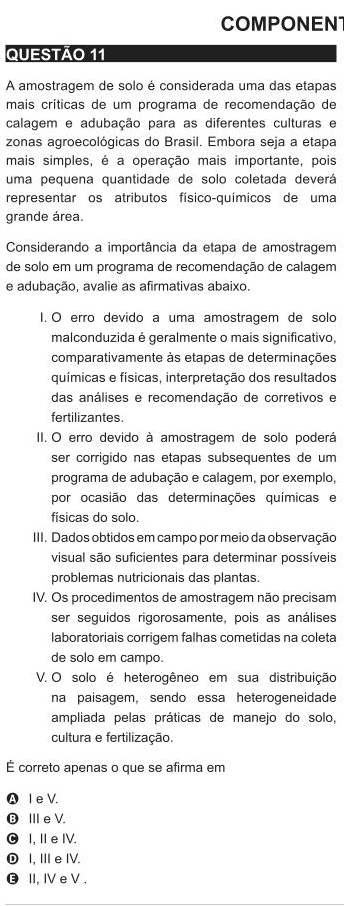 COMPONENT
QUESTÃO 11
A amostragem de solo é considerada uma das etapas
mais críticas de um programa de recomendação de
calagem e adubação para as diferentes culturas e
zonas agroecológicas do Brasil. Embora seja a etapa
mais simples, é a operação mais importante, pois
uma pequena quantidade de solo coletada deverá
representar os atributos físico-químicos de uma
grande área.
Considerando a importância da etapa de amostragem
de solo em um programa de recomendação de calagem
e adubação, avalie as afirmativas abaixo.
I. O erro devido a uma amostragem de solo
malconduzida é geralmente o mais significativo,
comparativamente às etapas de determinações
químicas e físicas, interpretação dos resultados
das análises e recomendação de corretivos e
fertilizantes.
II. O erro devido à amostragem de solo poderá
ser corrigido nas etapas subsequentes de um
programa de adubação e calagem, por exemplo,
por ocasião das determinações químicas e
físicas do solo.
III. Dados obtidos em campo por meio da observação
visual são suficientes para determinar possíveis
problemas nutricionais das plantas.
IV. Os procedimentos de amostragem não precisam
ser seguidos rigorosamente, pois as análises
laboratoriais corrigem falhas cometidas na coleta
de solo em campo.
V. O solo é heterogêneo em sua distribuição
na paisagem, sendo essa heterogeneidade
ampliada pelas práticas de manejo do solo,
cultura e fertilização.
É correto apenas o que se afirma em
A I e V.
B III e V.
C I, II e IV.
D I, III e IV.
E II, IV e V .